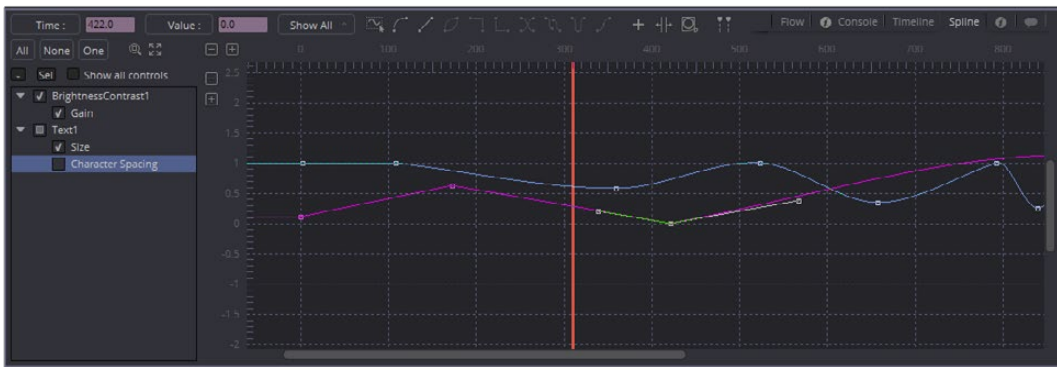 Time : 422.0 Value : 0.0 Show All Flow Console Timeline Spline
All None One 0 100 200 300 400 500 600 700 800
Sel Show all controls
BrightnessContrast1
Gain
Text1
Size
Character Spacing
2.5
2
1.5
1
0.5
0
-0.5
-1
-1.5
-2